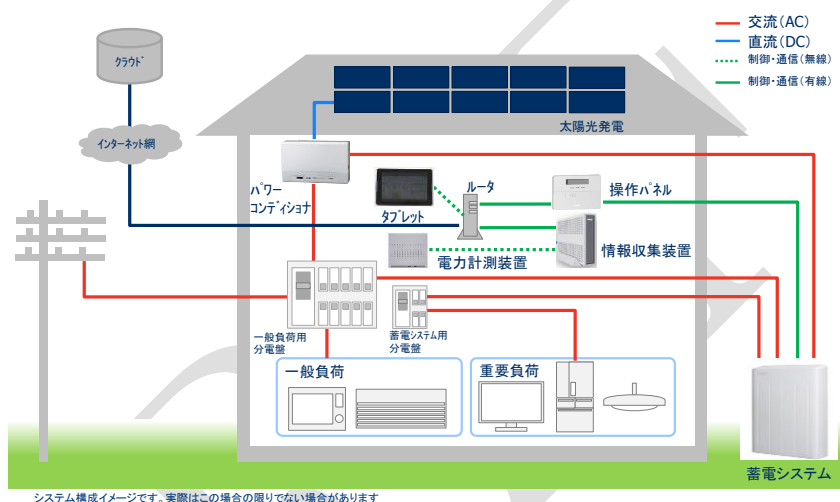 交流(AC)
直流(DC)
制御・通信(無線)
制御・通信(有線)
クラウド
インターネット網
太陽光発電
パワー
コンディショナ
タブレット
ルータ
操作パネル
電力計測装置
情報収集装置
一般負荷用
分電盤
蓄電システム用
分電盤
一般負荷
重要負荷
蓄電システム
システム構成イメージです。実際はこの場合の限りでない場合があります